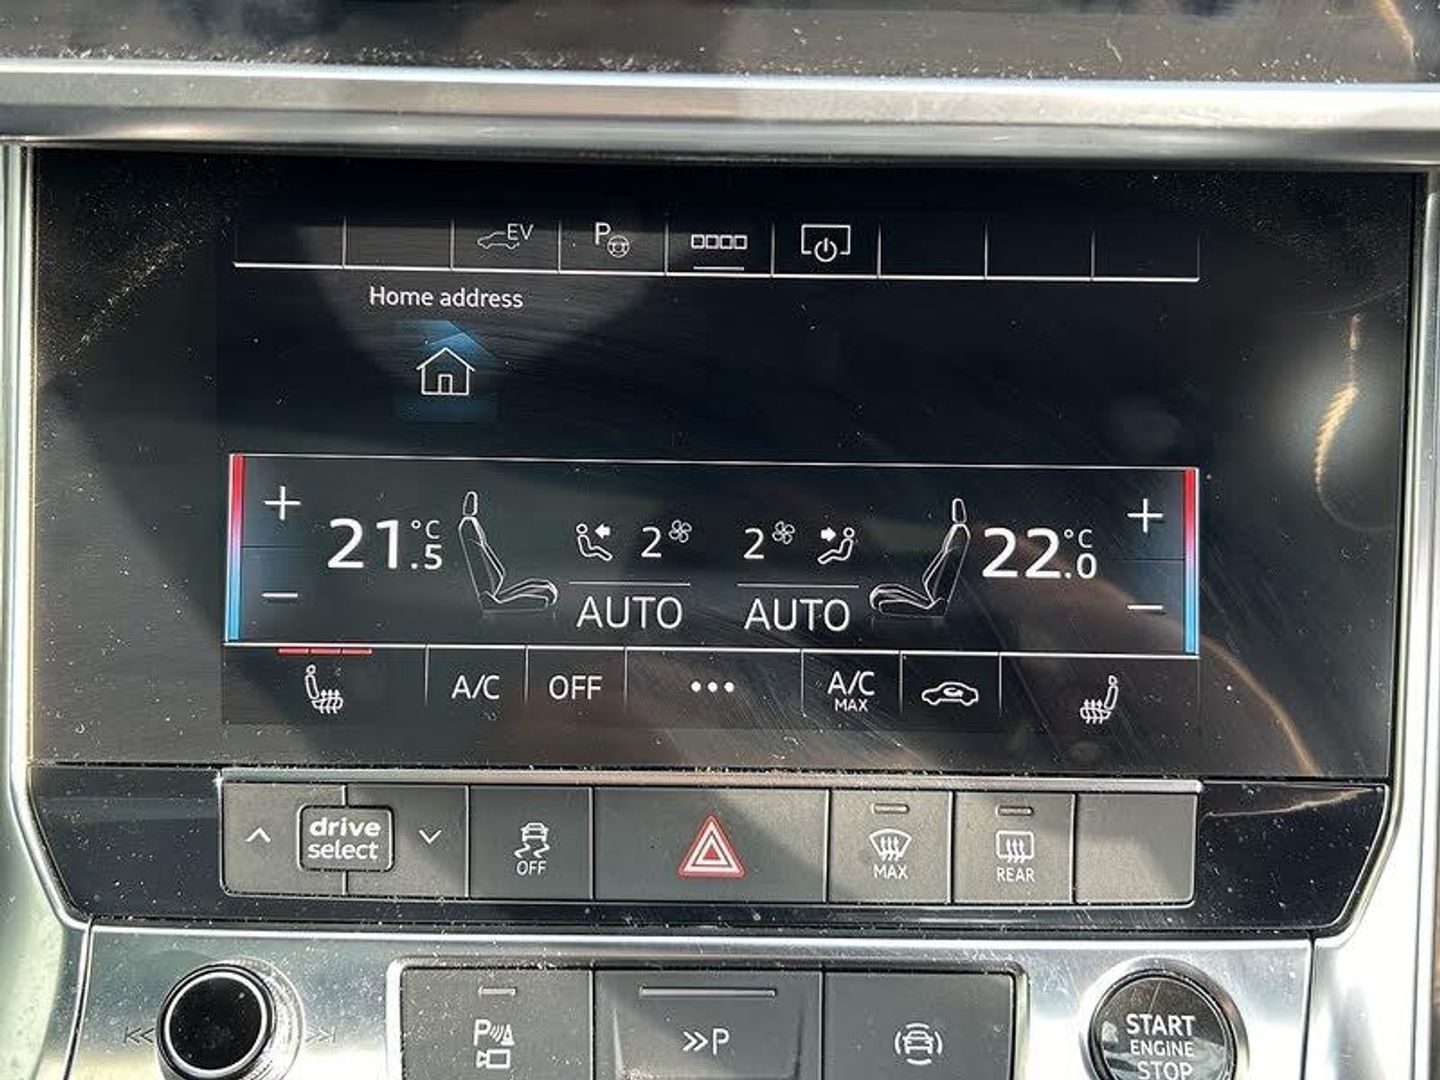 EV
P
Home address
+ +
21.5 °C 2 2 22.0 °C
- -
AUTO AUTO
A/C OFF ••• A/C
MAX
drive
select
OFF MAX REAR
P >>P START
ENGINE
STOP